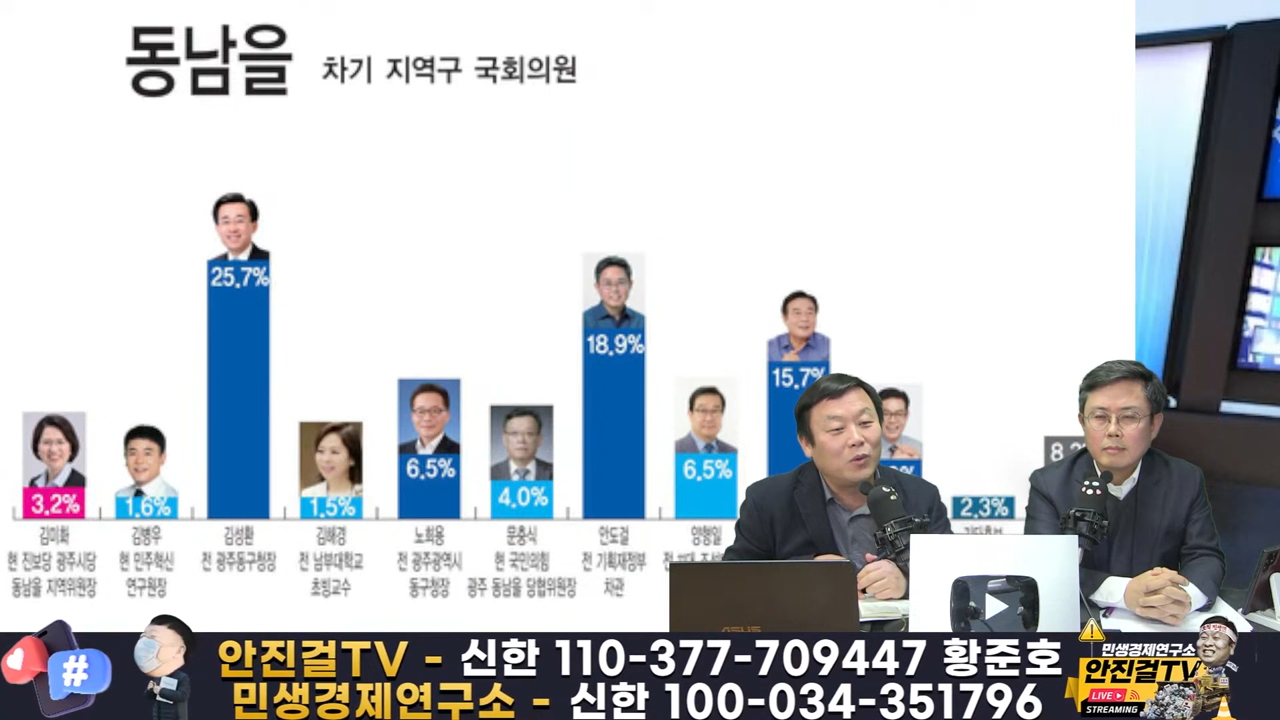 동남을 차기 지역구 국회의원
25.7%
18.9%
15.7%
6.5%
6.5%
4.0%
3.2%
1.6%
1.5%
2.3%
김미희 김병우 김성환 김해경 노희용 문충식 안도걸 양형일
현 진보당 광주시당 현 민주혁신 전 광주동구청장 전 남부대학교 전 광주광역시 현 국민의힘 전 기획재정부
동남을 지역위원장 연구원장 초빙교수 동구청장 광주 동남을 당협위원장 차관
안진걸TV - 신한 110-377-709447 황준호
민생경제연구소 - 신한 100-034-351796
#
민생경제연구소
안진걸TV
LIVE
STREAMING